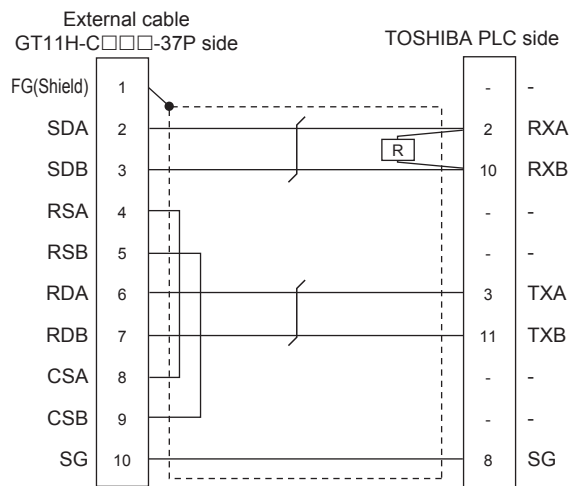 External cable
GT11H-C□□□-37P side
TOSHIBA PLC side
FG(Shield) 1 - -
SDA 2 2 RXA
R
SDB 3 10 RXB
RSA 4 - -
RSB 5 - -
RDA 6 3 TXA
RDB 7 11 TXB
CSA 8 - -
CSB 9 - -
SG 10 8 SG